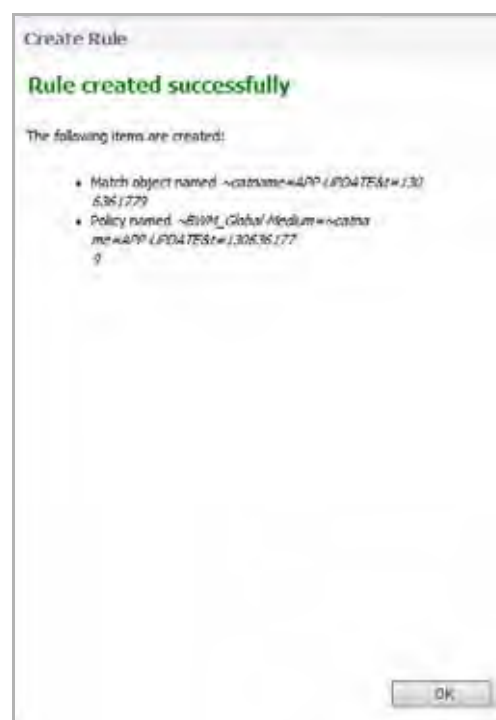 Create Rule
Rule created successfully
The following items are created:
• Match object named ~catname=APP-UPDATE&t=130
6361779
• Policy named ~BWM_Global-Medium=~catna
me=APP-UPDATE&t=130636177
9
OK